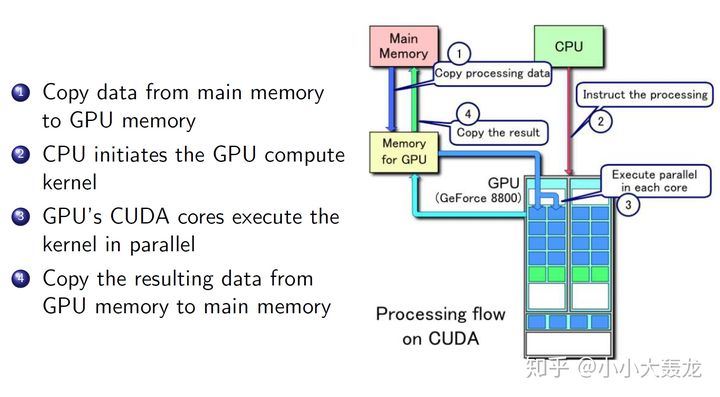 1 Copy data from main memory
to GPU memory
2 CPU initiates the GPU compute
kernel
3 GPU's CUDA cores execute the
kernel in parallel
4 Copy the resulting data from
GPU memory to main memory
Main
Memory
CPU
1
Copy processing data
Instruct the processing
2
4
Copy the result
Memory
for GPU
GPU
(GeForce 8800)
Execute parallel
in each core
3
Processing flow
on CUDA
知乎 @小小大轰龙